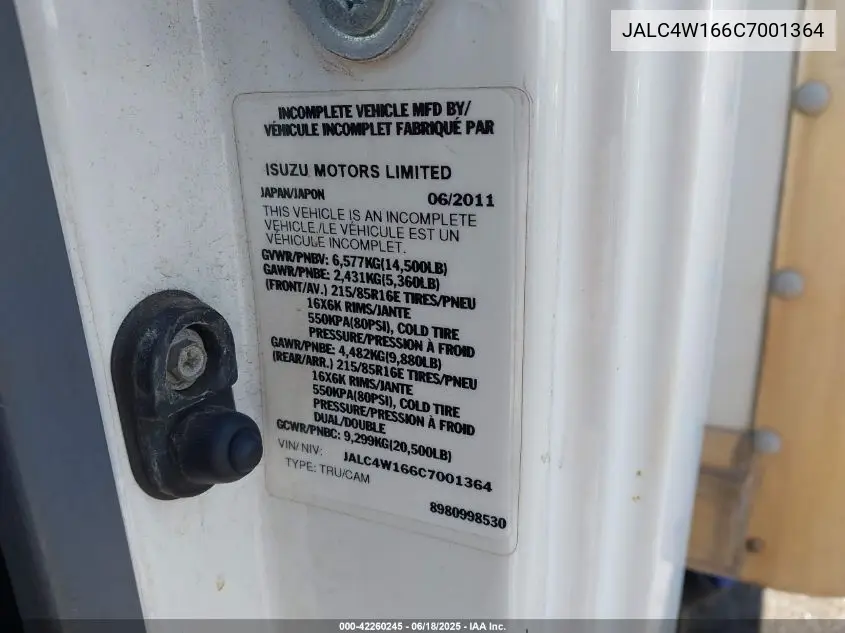 JALC4W166C7001364
INCOMPLETE VEHICLE MFD BY/
VÉHICULE INCOMPLET FABRIQUÉ PAR
ISUZU MOTORS LIMITED
JAPAN/JAPON 06/2011
THIS VEHICLE IS AN INCOMPLETE
VEHICLE./LE VÉHICULE EST UN
VÉHICULE INCOMPLET.
GVWR/PNBV: 6,577KG(14,500LB)
GAWR/PNBE: 2,431KG(5,360LB)
(FRONT/AV.) 215/85R16E TIRES/PNEU
16X6K RIMS/JANTE
550KPA(80PSI), COLD TIRE
PRESSURE/PRESSION À FROID
GAWR/PNBE: 4,482KG(9,880LB)
(REAR/ARR.) 215/85R16E TIRES/PNEU
16X6K RIMS/JANTE
550KPA(80PSI), COLD TIRE
PRESSURE/PRESSION À FROID
DUAL/DOUBLE
GCWR/PNBC: 9,299KG(20,500LB)
VIN/NIV: JALC4W166C7001364
TYPE: TRU/CAM
8980998530
000-42260245 - 06/18/2025 - IAA Inc.